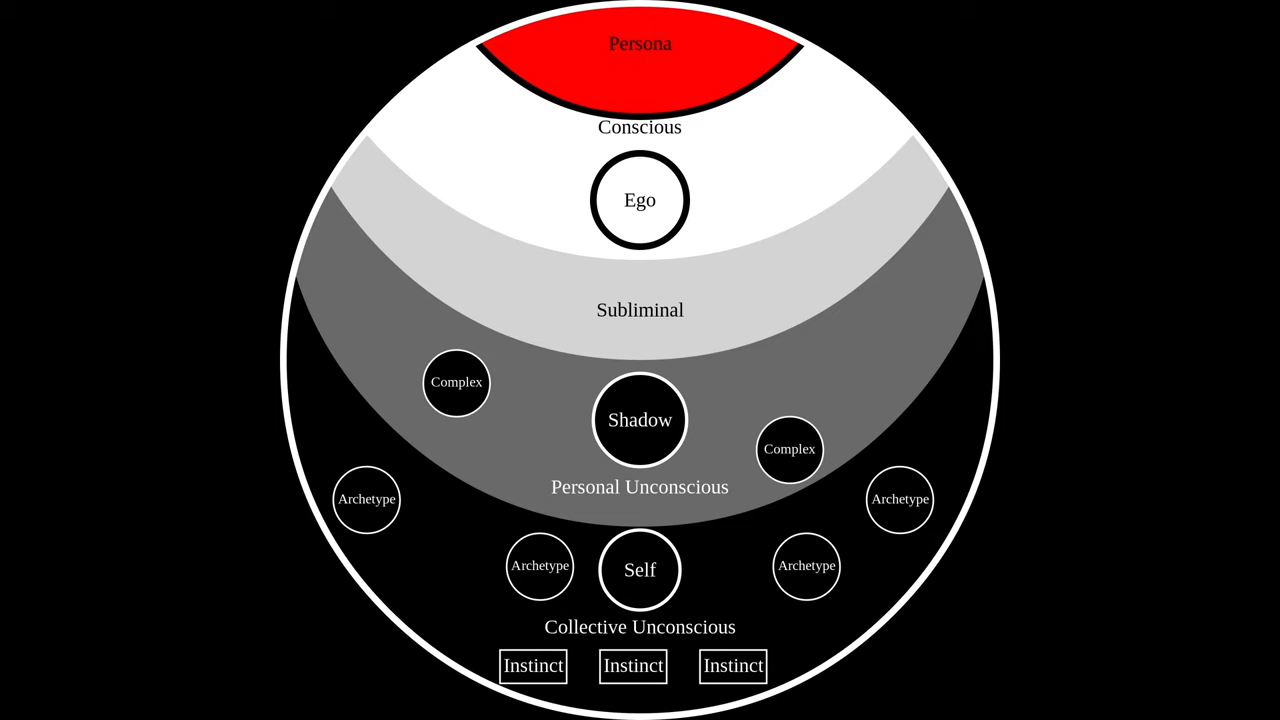 Persona
Conscious
Ego
Subliminal
Complex
Shadow
Complex
Personal Unconscious
Archetype
Archetype
Archetype
Self
Archetype
Collective Unconscious
Instinct
Instinct
Instinct